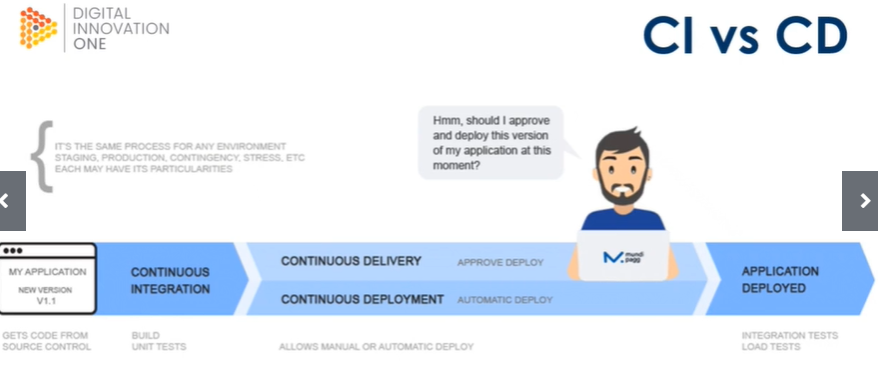 DIGITAL
INNOVATION
ONE
CI vs CD
IT'S THE SAME PROCESS FOR ANY ENVIRONMENT
STAGING, PRODUCTION, CONTINGENCY, STRESS, ETC
EACH MAY HAVE ITS PARTICULARITIES
Hmm, should I approve
and deploy this version
of my application at this
moment?
MY APPLICATION
NEW VERSION
V1.1
CONTINUOUS
INTEGRATION
CONTINUOUS DELIVERY APPROVE DEPLOY
CONTINUOUS DEPLOYMENT AUTOMATIC DEPLOY
mundi
pagg
APPLICATION
DEPLOYED
GETS CODE FROM
SOURCE CONTROL
BUILD
UNIT TESTS
ALLOWS MANUAL OR AUTOMATIC DEPLOY
INTEGRATION TESTS
LOAD TESTS